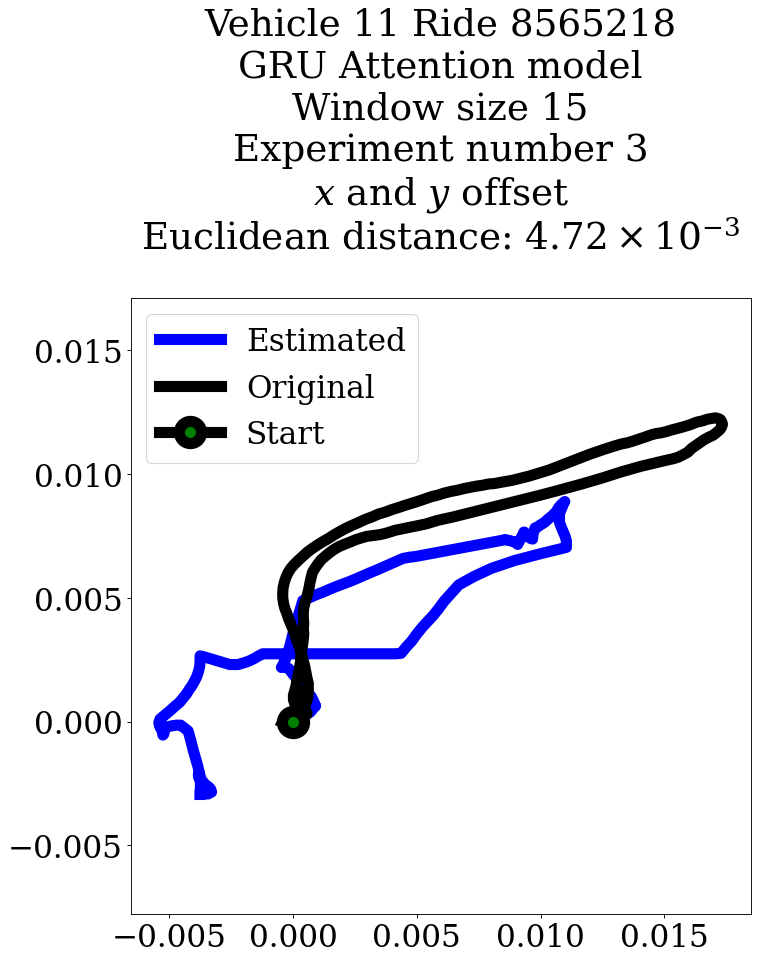 Vehicle 11 Ride 8565218
GRU Attention model
Window size 15
Experiment number 3
x and y offset
Euclidean distance: 4.72 × 10⁻³
Estimated
Original
Start
0.015
0.010
0.005
0.000
−0.005
−0.005 0.000 0.005 0.010 0.015